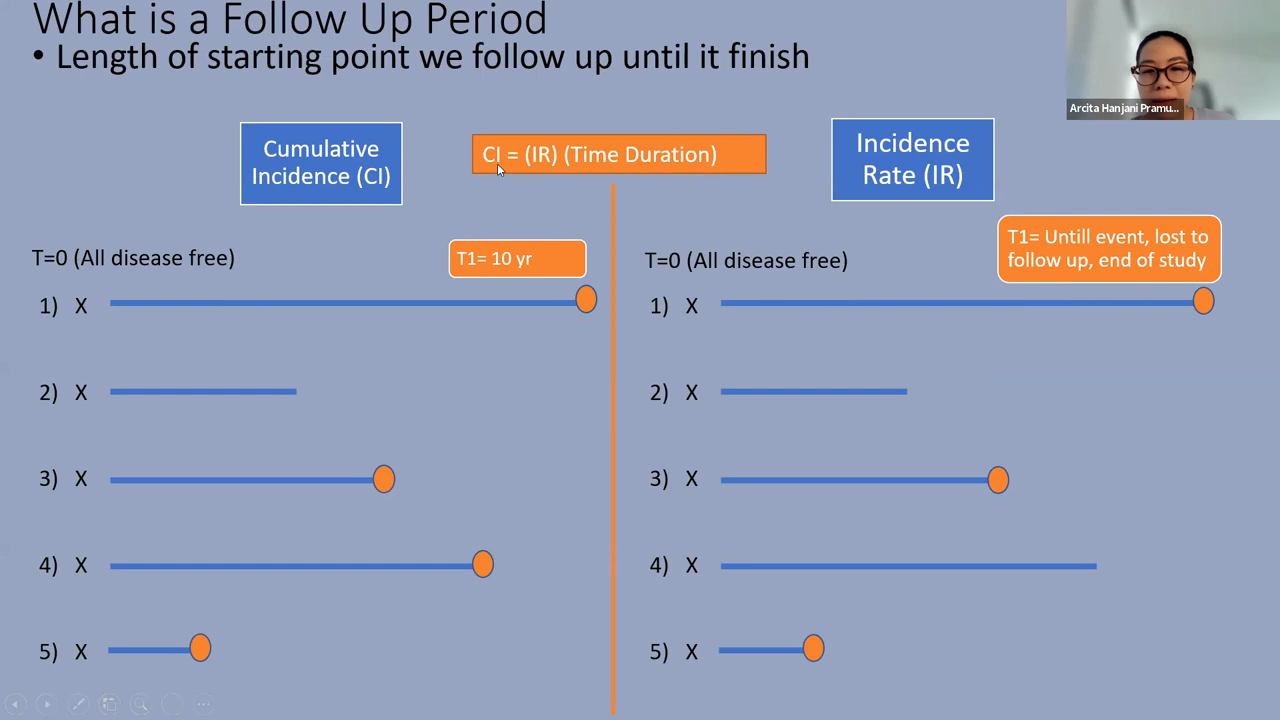 What is a Follow Up Period
• Length of starting point we follow up until it finish
Arcita Hanjani Pramu...
Cumulative
Incidence (CI)
CI = (IR) (Time Duration)
Incidence
Rate (IR)
T=0 (All disease free)
T1= 10 yr
1) X
2) X
3) X
4) X
5) X
T1= Untill event, lost to
follow up, end of study
T=0 (All disease free)
1) X
2) X
3) X
4) X
5) X